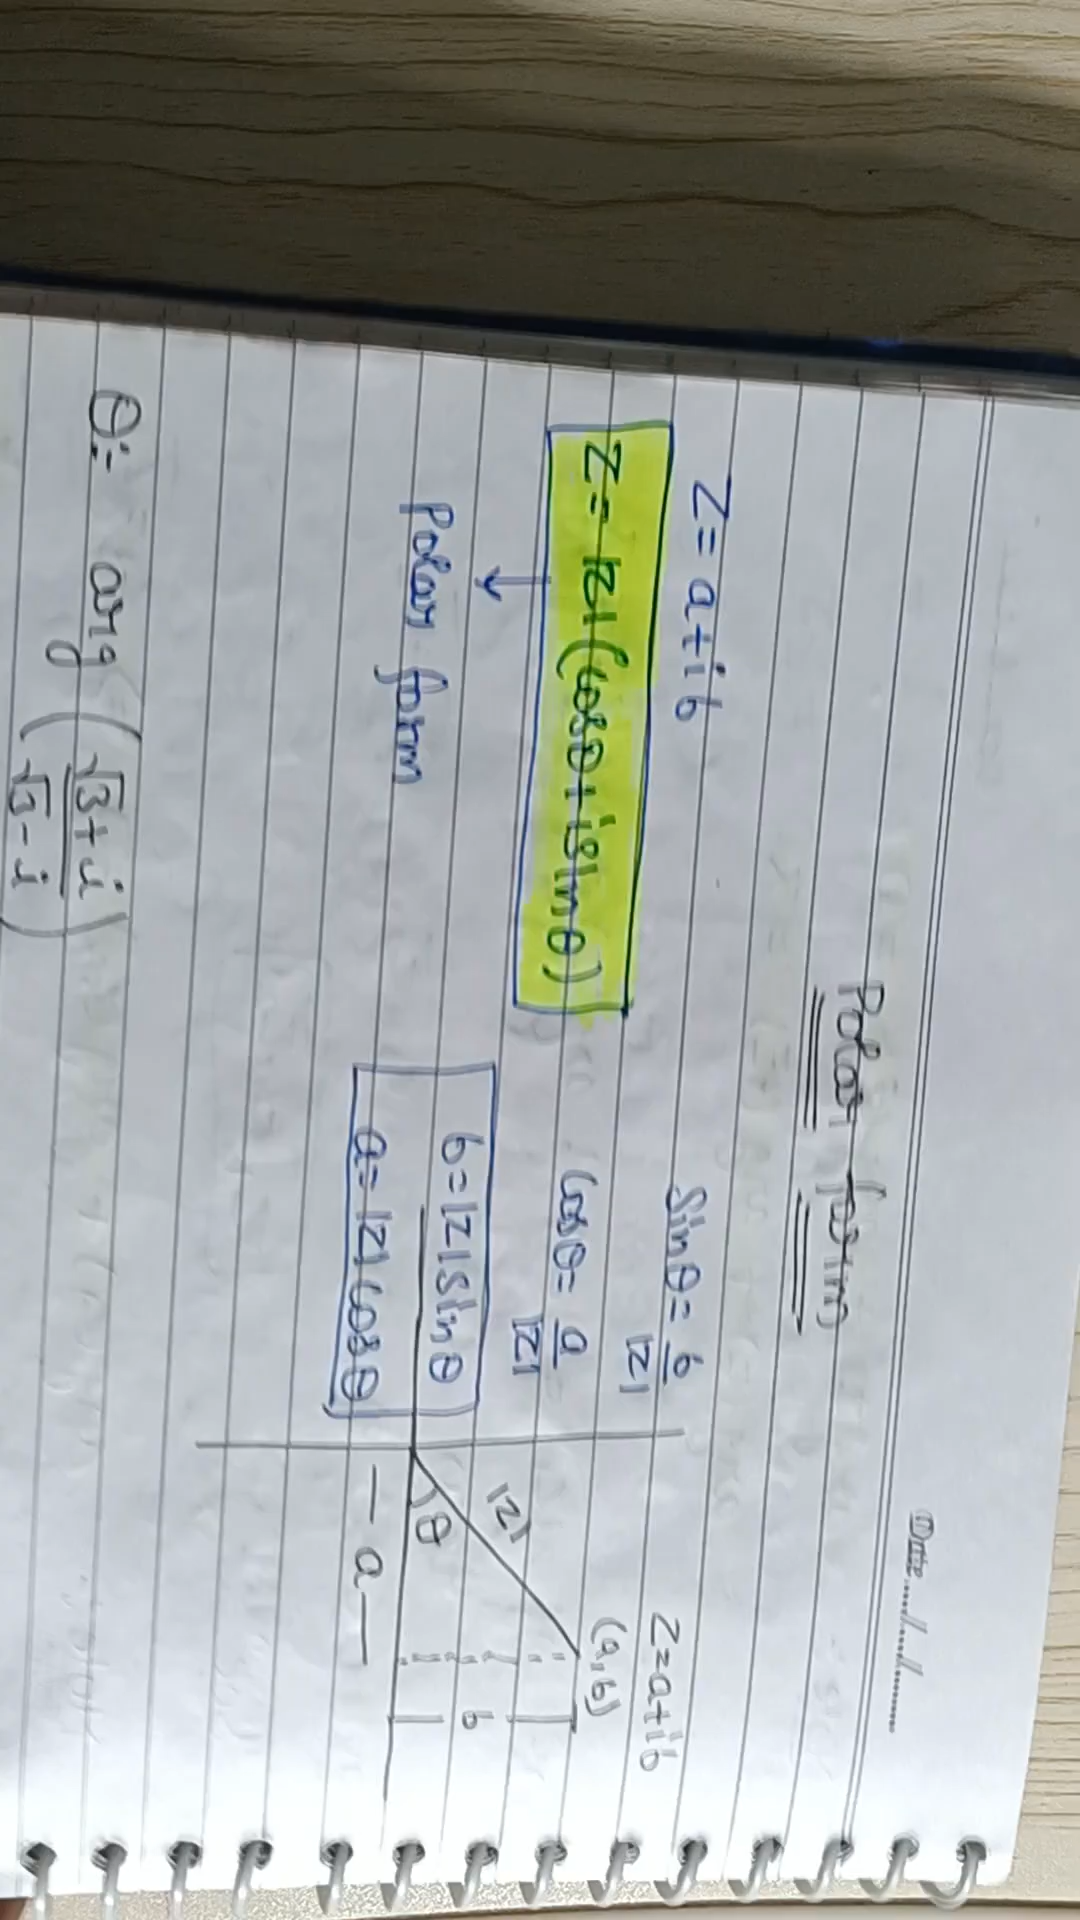 Date ..../..../........
Polar form
Z = a+ib
Z = |Z| (Cosθ + iSinθ)
↓
Polar form
Sinθ = b/|Z|
Cosθ = a/|Z|
b = |Z| Sinθ
a = |Z| Cosθ
Z=a+ib
(a,b)
|Z|
θ
b
— a —
θ:- arg (√3+i / √3-i)